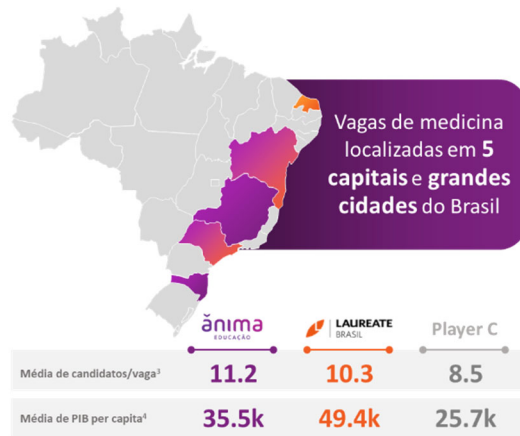 Vagas de medicina
localizadas em 5
capitais e grandes
cidades do Brasil
ănima
EDUCAÇÃO
LAUREATE
BRASIL
Player C
Média de candidatos/vaga³ 11.2 10.3 8.5
Média de PIB per capita⁴ 35.5k 49.4k 25.7k